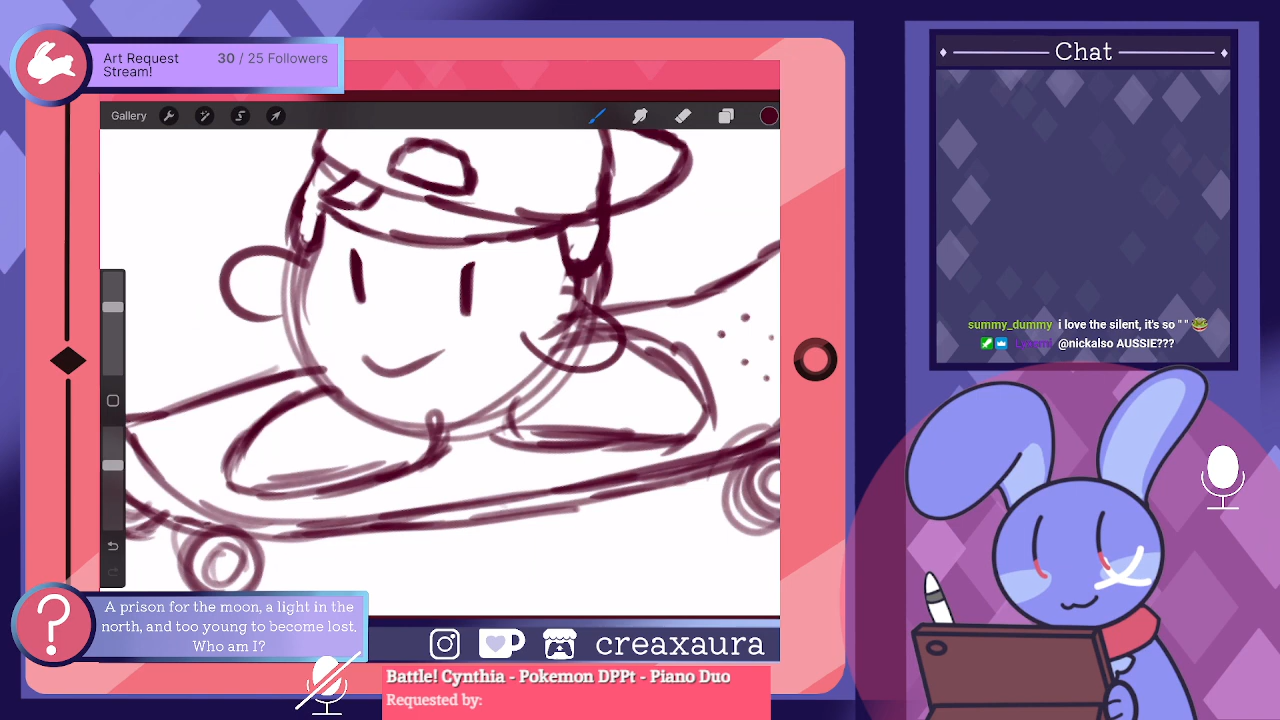 Art Request
Stream!
30 / 25 Followers
Chat
Gallery
summy_dummy i love the silent, it's so " "
@nickalso AUSSIE???
A prison for the moon, a light in the
north, and too young to become lost.
Who am I?
creaxaura
Battle! Cynthia - Pokemon DPPt - Piano Duo
Requested by: